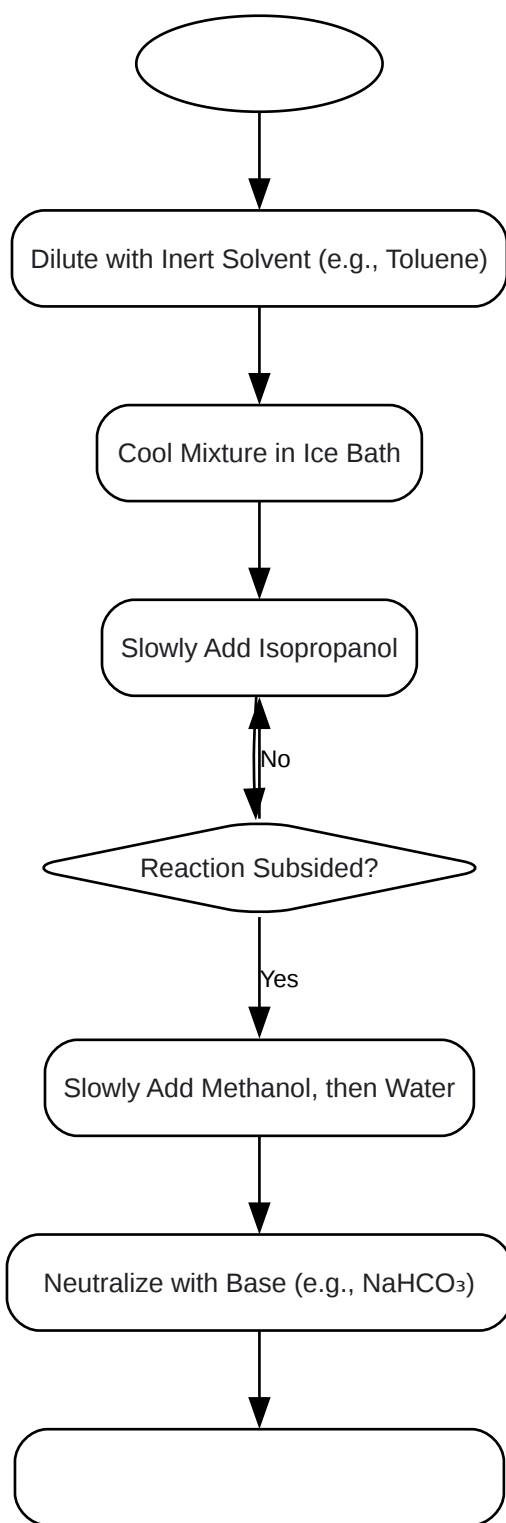 Dilute with Inert Solvent (e.g., Toluene)
Cool Mixture in Ice Bath
Slowly Add Isopropanol
No
Reaction Subsided?
Yes
Slowly Add Methanol, then Water
Neutralize with Base (e.g., NaHCO₃)